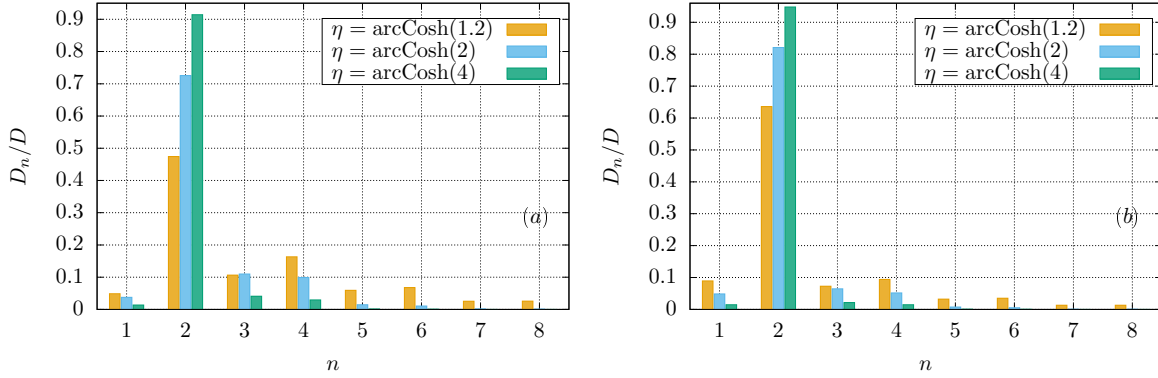 0.9
0.8
0.7
0.6
0.5
0.4
0.3
0.2
0.1
0
D_n/D
η = arcCosh(1.2)
η = arcCosh(2)
η = arcCosh(4)
(a)
1 2 3 4 5 6 7 8
n
0.9
0.8
0.7
0.6
0.5
0.4
0.3
0.2
0.1
0
D_n/D
η = arcCosh(1.2)
η = arcCosh(2)
η = arcCosh(4)
(b)
1 2 3 4 5 6 7 8
n